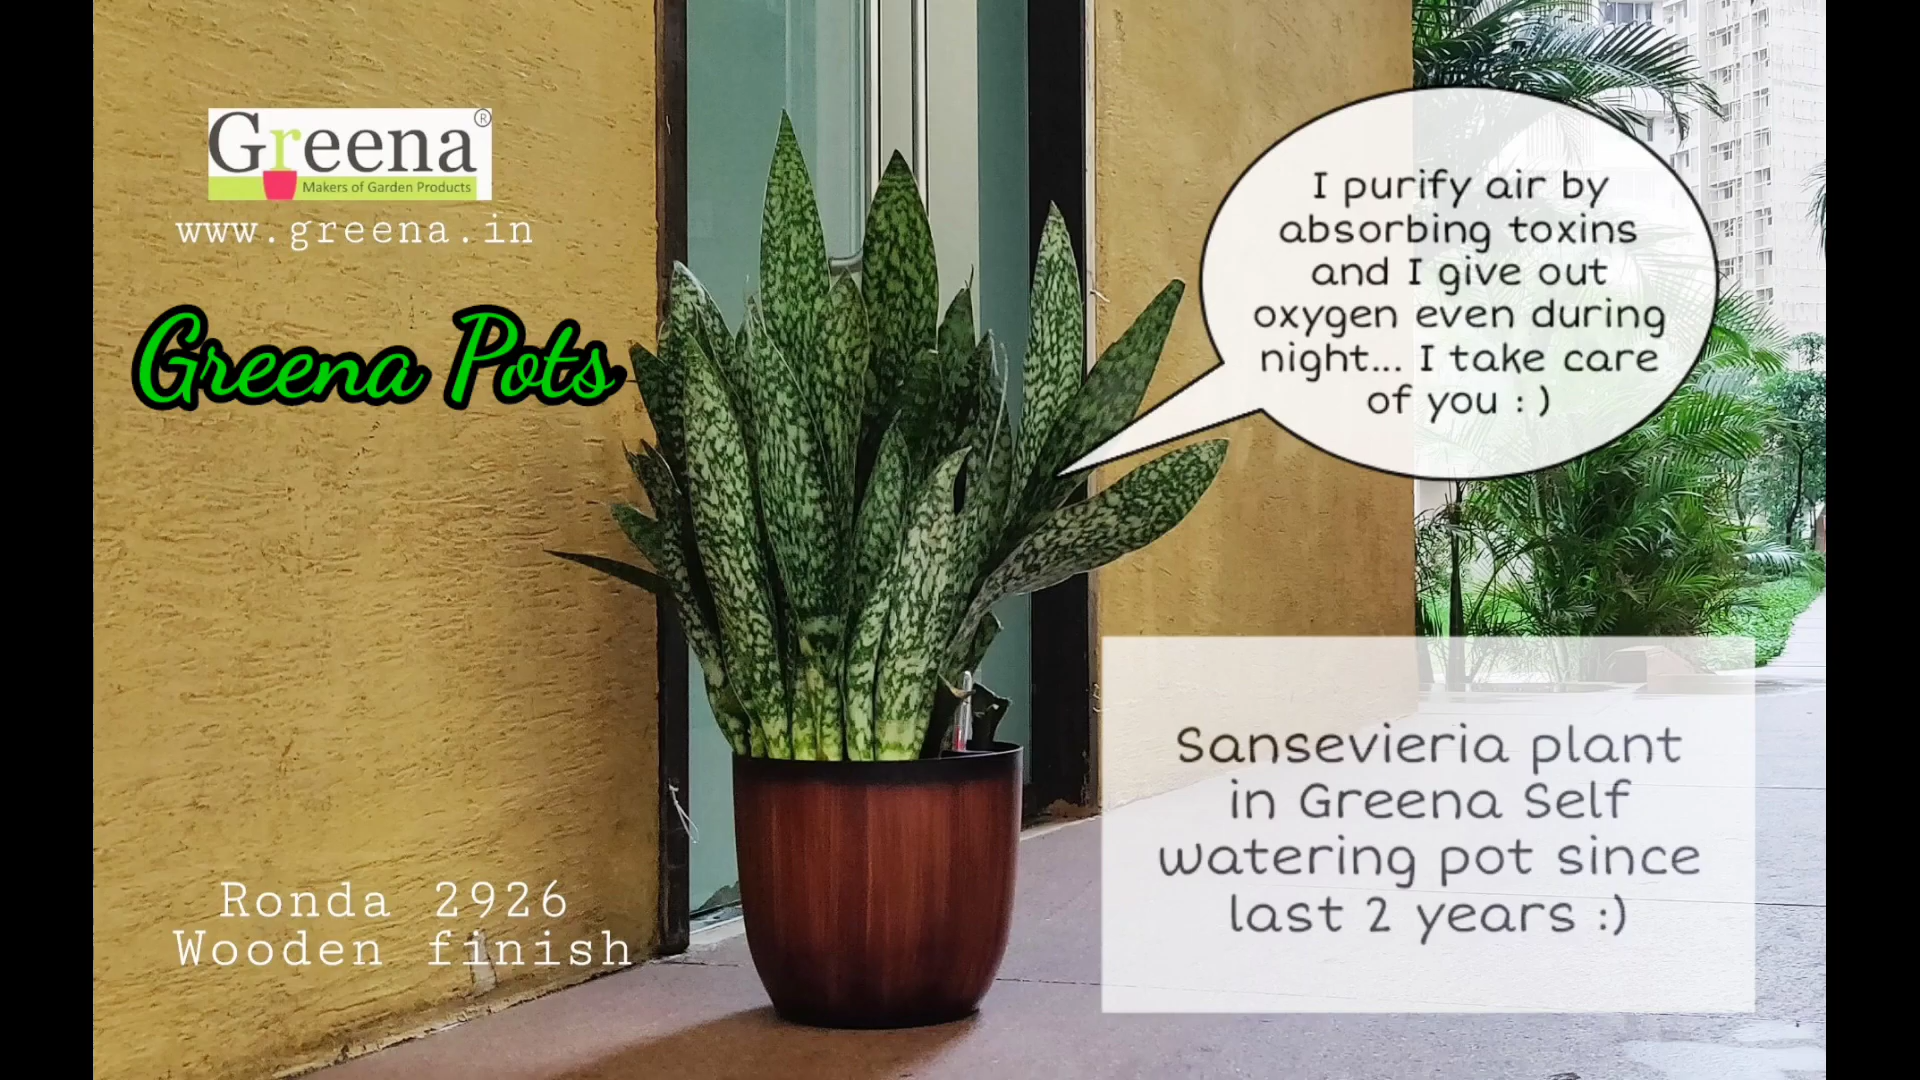 Greena®
Makers of Garden Products
www.greena.in
Greena Pots
I purify air by
absorbing toxins
and I give out
oxygen even during
night... I take care
of you : )
Sansevieria plant
in Greena Self
watering pot since
last 2 years :)
Ronda 2926
Wooden finish